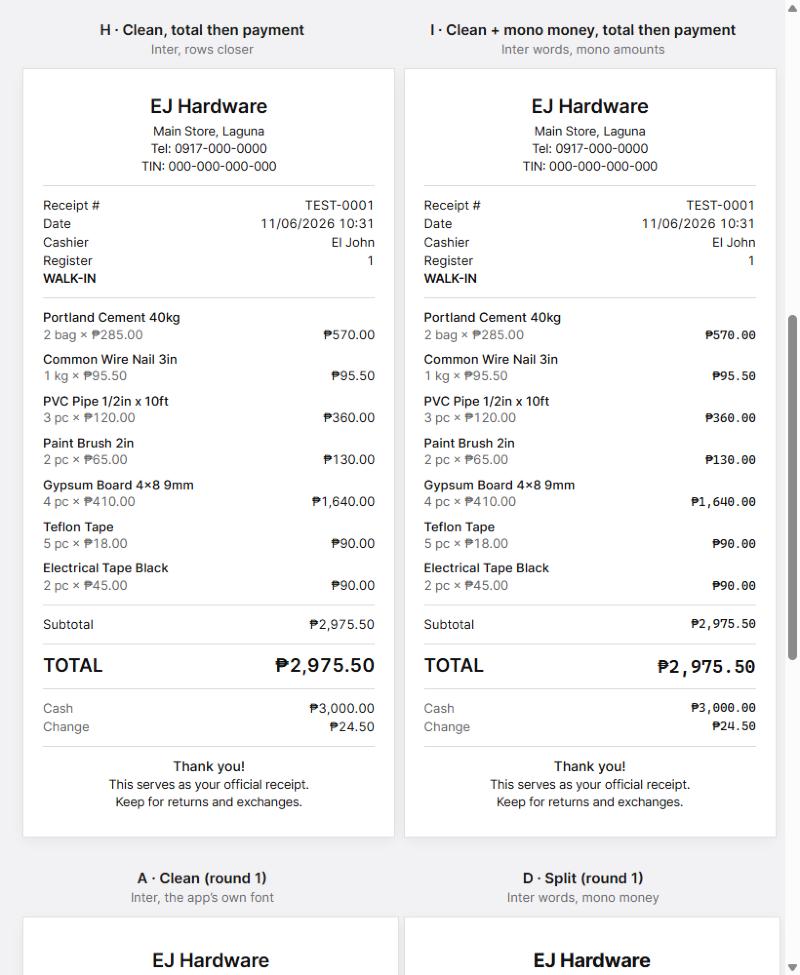 H · Clean, total then payment
Inter, rows closer
EJ Hardware
Main Store, Laguna
Tel: 0917-000-0000
TIN: 000-000-000-000
Receipt # TEST-0001
Date 11/06/2026 10:31
Cashier El John
Register 1
WALK-IN
Portland Cement 40kg
2 bag × ₱285.00 ₱570.00
Common Wire Nail 3in
1 kg × ₱95.50 ₱95.50
PVC Pipe 1/2in x 10ft
3 pc × ₱120.00 ₱360.00
Paint Brush 2in
2 pc × ₱65.00 ₱130.00
Gypsum Board 4×8 9mm
4 pc × ₱410.00 ₱1,640.00
Teflon Tape
5 pc × ₱18.00 ₱90.00
Electrical Tape Black
2 pc × ₱45.00 ₱90.00
Subtotal ₱2,975.50
TOTAL ₱2,975.50
Cash ₱3,000.00
Change ₱24.50
Thank you!
This serves as your official receipt.
Keep for returns and exchanges.
I · Clean + mono money, total then payment
Inter words, mono amounts
EJ Hardware
Main Store, Laguna
Tel: 0917-000-0000
TIN: 000-000-000-000
Receipt # TEST-0001
Date 11/06/2026 10:31
Cashier El John
Register 1
WALK-IN
Portland Cement 40kg
2 bag × ₱285.00 ₱570.00
Common Wire Nail 3in
1 kg × ₱95.50 ₱95.50
PVC Pipe 1/2in x 10ft
3 pc × ₱120.00 ₱360.00
Paint Brush 2in
2 pc × ₱65.00 ₱130.00
Gypsum Board 4×8 9mm
4 pc × ₱410.00 ₱1,640.00
Teflon Tape
5 pc × ₱18.00 ₱90.00
Electrical Tape Black
2 pc × ₱45.00 ₱90.00
Subtotal ₱2,975.50
TOTAL ₱2,975.50
Cash ₱3,000.00
Change ₱24.50
Thank you!
This serves as your official receipt.
Keep for returns and exchanges.
A · Clean (round 1)
Inter, the app's own font
EJ Hardware
D · Split (round 1)
Inter words, mono money
EJ Hardware